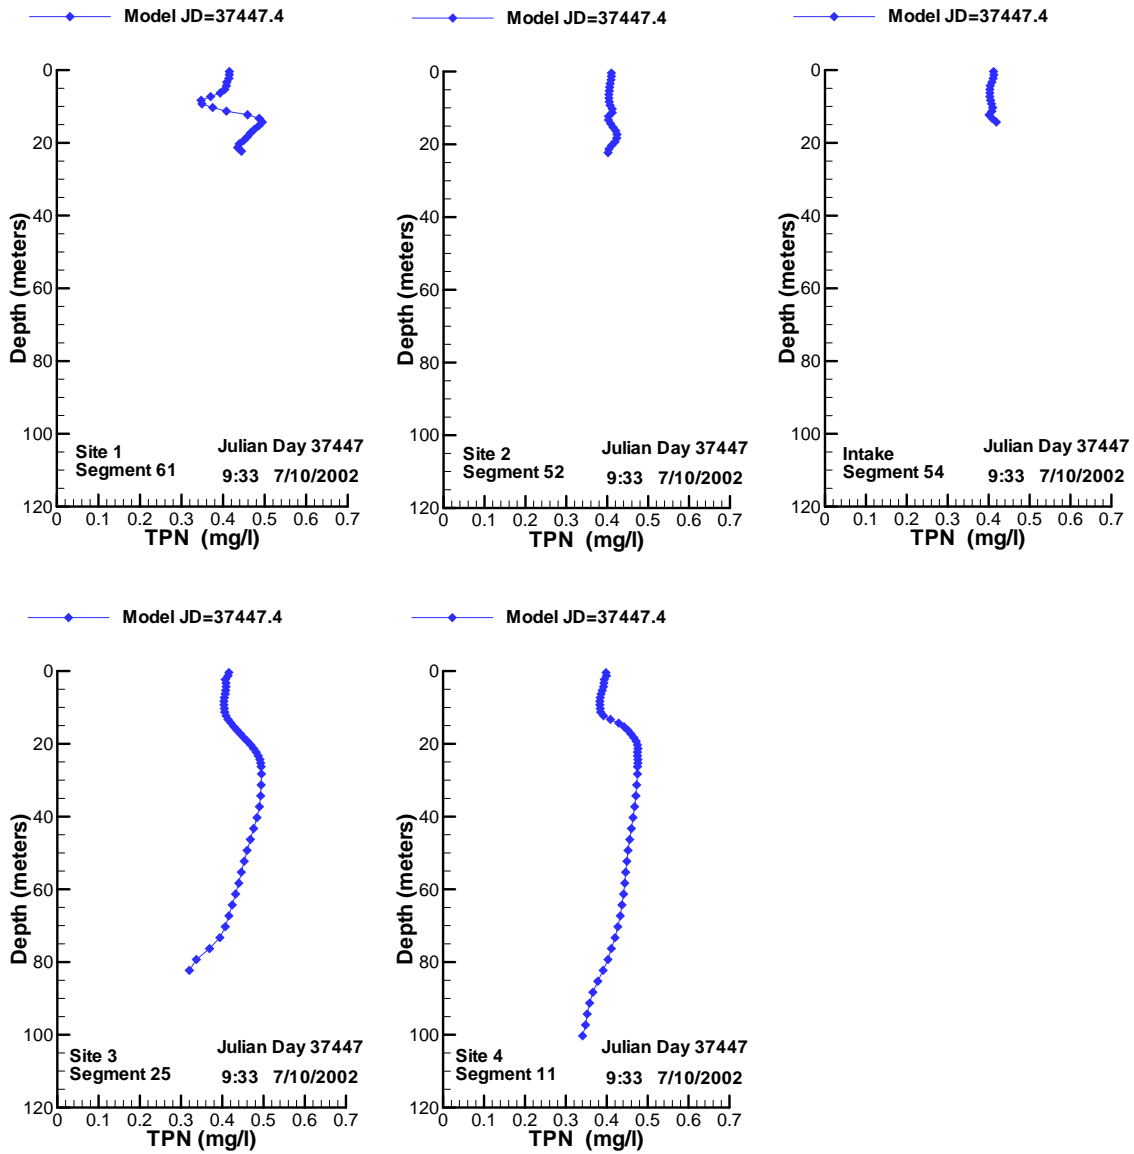 Model JD=37447.4
0
20
40
60
80
100
120
Depth (meters)
Site 1
Segment 61
Julian Day 37447
9:33 7/10/2002
0 0.1 0.2 0.3 0.4 0.5 0.6 0.7
TPN (mg/l)
Model JD=37447.4
0
20
40
60
80
100
120
Depth (meters)
Site 2
Segment 52
Julian Day 37447
9:33 7/10/2002
0 0.1 0.2 0.3 0.4 0.5 0.6 0.7
TPN (mg/l)
Model JD=37447.4
0
20
40
60
80
100
120
Depth (meters)
Intake
Segment 54
Julian Day 37447
9:33 7/10/2002
0 0.1 0.2 0.3 0.4 0.5 0.6 0.7
TPN (mg/l)
Model JD=37447.4
0
20
40
60
80
100
120
Depth (meters)
Site 3
Segment 25
Julian Day 37447
9:33 7/10/2002
0 0.1 0.2 0.3 0.4 0.5 0.6 0.7
TPN (mg/l)
Model JD=37447.4
0
20
40
60
80
100
120
Depth (meters)
Site 4
Segment 11
Julian Day 37447
9:33 7/10/2002
0 0.1 0.2 0.3 0.4 0.5 0.6 0.7
TPN (mg/l)